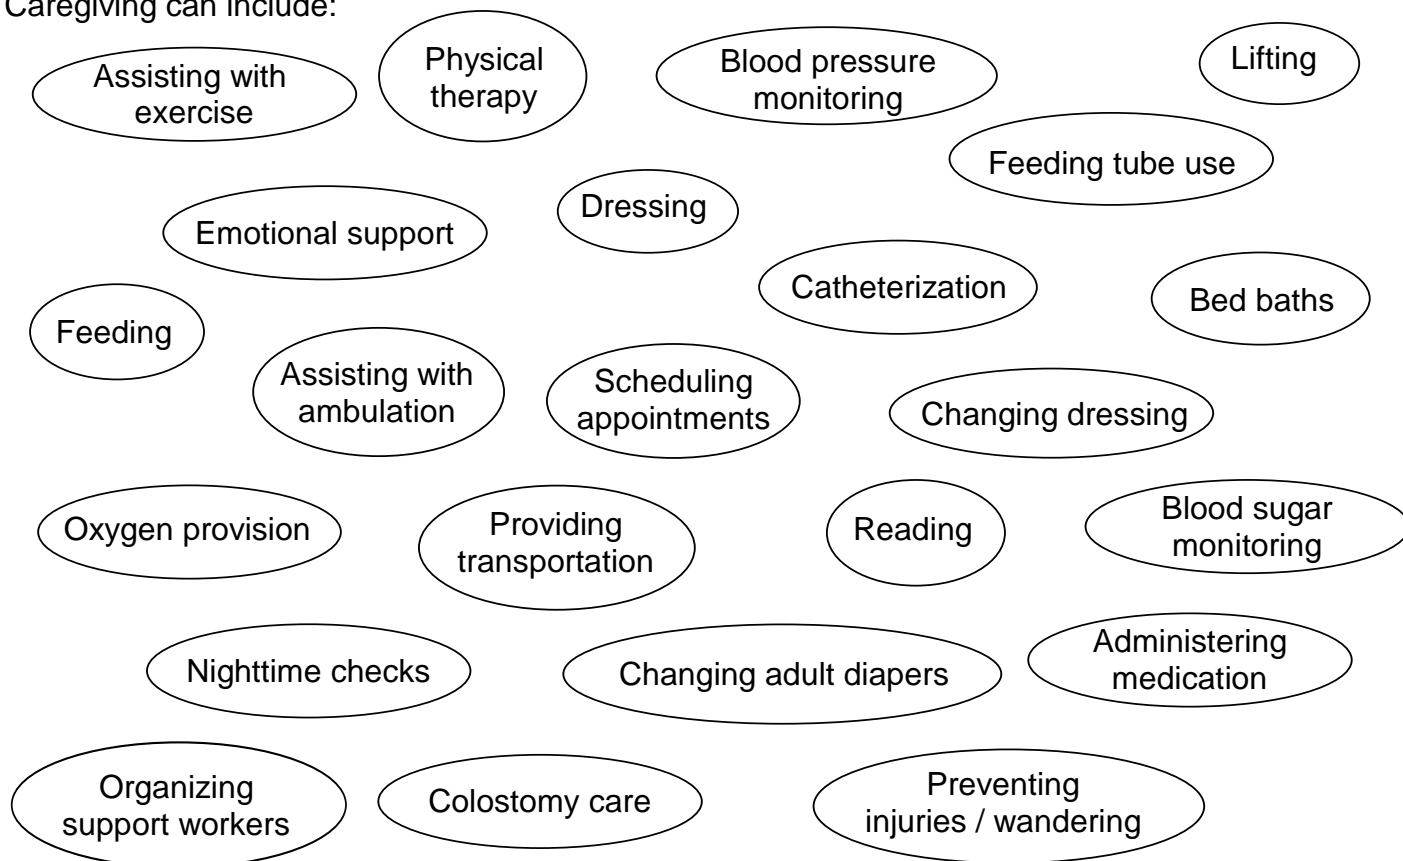 Caregiving can include:
Assisting with
exercise
Physical
therapy
Blood pressure
monitoring
Lifting
Feeding tube use
Emotional support
Dressing
Catheterization
Bed baths
Feeding
Assisting with
ambulation
Scheduling
appointments
Changing dressing
Oxygen provision
Providing
transportation
Reading
Blood sugar
monitoring
Nighttime checks
Changing adult diapers
Administering
medication
Organizing
support workers
Colostomy care
Preventing
injuries / wandering